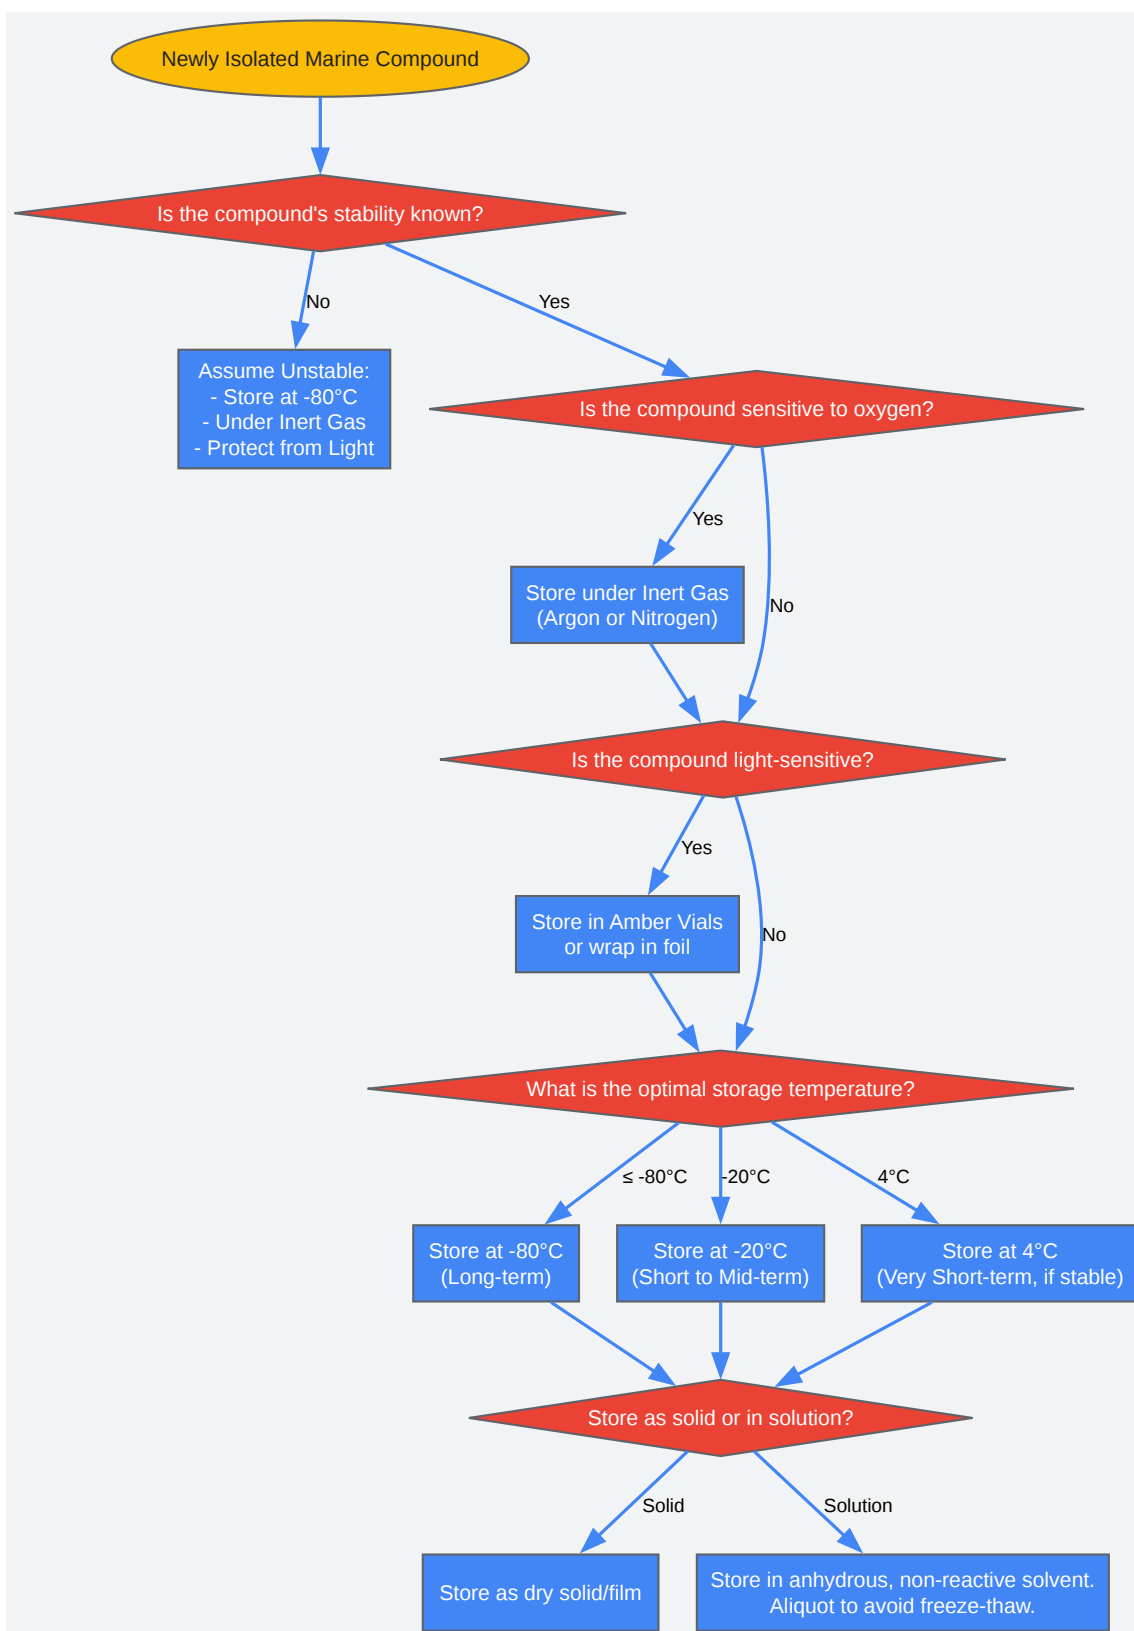 Newly Isolated Marine Compound
Is the compound's stability known?
No
Yes
Assume Unstable:
- Store at -80°C
- Under Inert Gas
- Protect from Light
Is the compound sensitive to oxygen?
Yes
Store under Inert Gas
(Argon or Nitrogen)
No
Is the compound light-sensitive?
Yes
Store in Amber Vials
or wrap in foil
No
What is the optimal storage temperature?
≤ -80°C
-20°C
4°C
Store at -80°C
(Long-term)
Store at -20°C
(Short to Mid-term)
Store at 4°C
(Very Short-term, if stable)
Store as solid or in solution?
Solid
Solution
Store as dry solid/film
Store in anhydrous, non-reactive solvent.
Aliquot to avoid freeze-thaw.